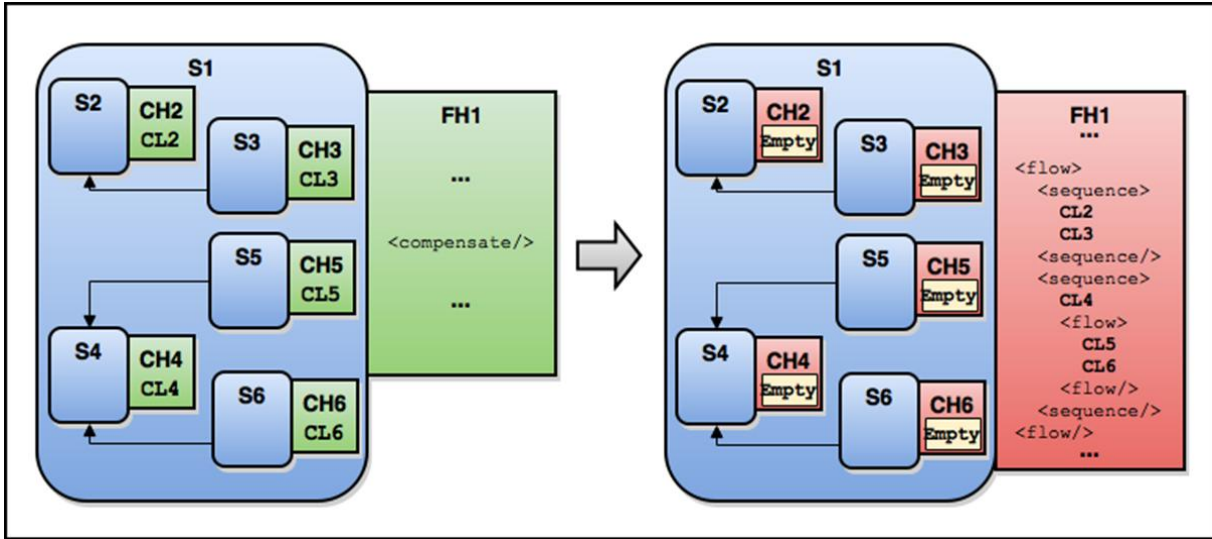 S1
S2
CH2
CL2
S3
CH3
CL3
S5
CH5
CL5
S4
CH4
CL4
S6
CH6
CL6
FH1
...
<compensate/>
...
S1
S2
CH2
Empty
S3
CH3
Empty
S5
CH5
Empty
S4
CH4
Empty
S6
CH6
Empty
FH1
...
<flow>
<sequence>
CL2
CL3
<sequence/>
<sequence>
CL4
<flow>
CL5
CL6
<flow/>
<sequence/>
<flow/>
...